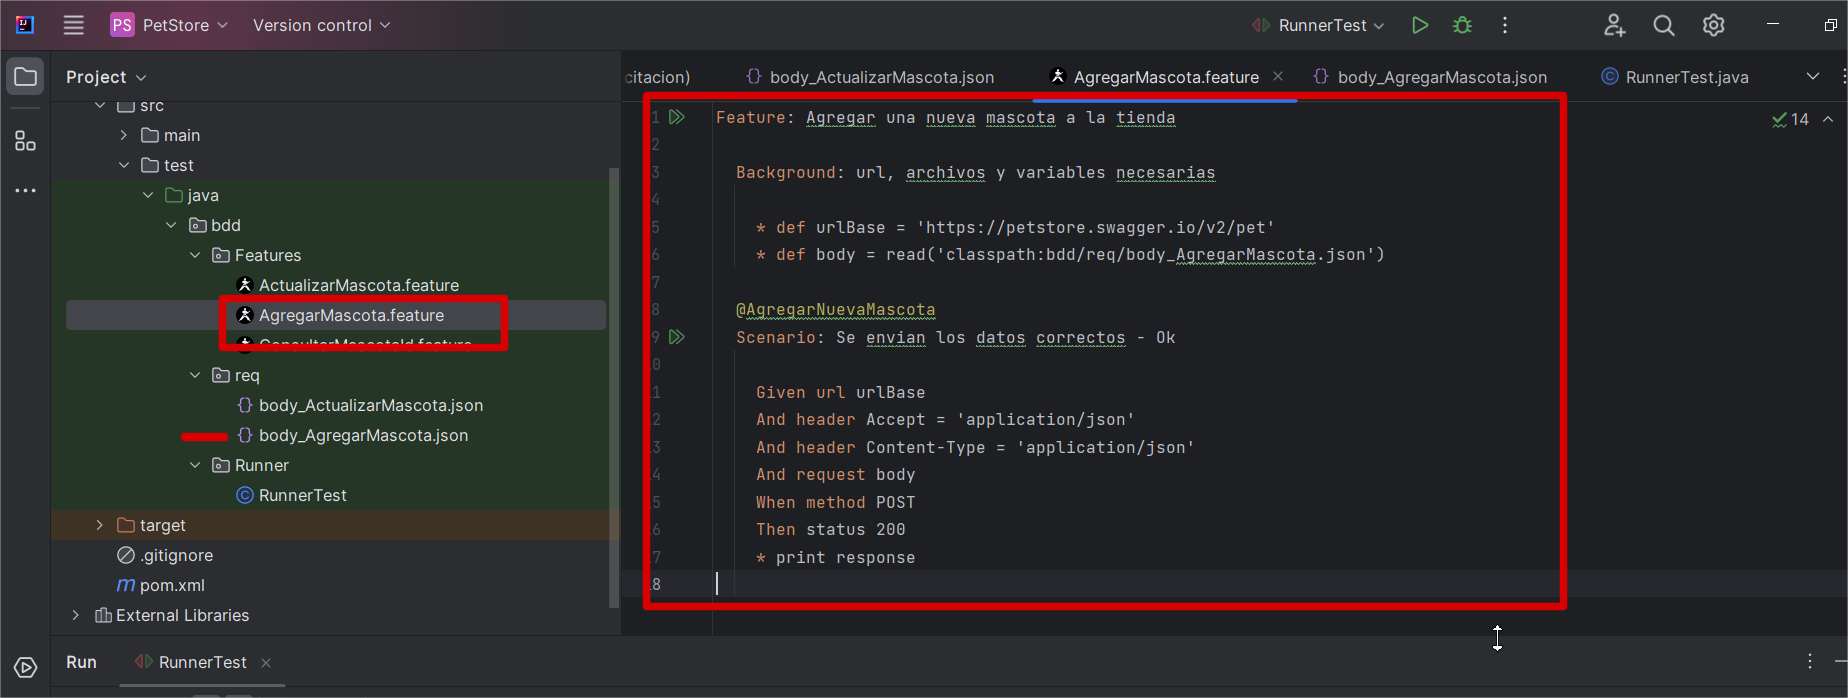 PS PetStore Version control RunnerTest
Project
src
main
test
java
bdd
Features
ActualizarMascota.feature
AgregarMascota.feature
ConsultarMascotaId.feature
req
body_ActualizarMascota.json
body_AgregarMascota.json
Runner
RunnerTest
target
.gitignore
pom.xml
External Libraries
citacion) body_ActualizarMascota.json AgregarMascota.feature body_AgregarMascota.json RunnerTest.java
1 Feature: Agregar una nueva mascota a la tienda
14
2
3 Background: url, archivos y variables necesarias
4
5 * def urlBase = 'https://petstore.swagger.io/v2/pet'
6 * def body = read('classpath:bdd/req/body_AgregarMascota.json')
7
8 @AgregarNuevaMascota
9 Scenario: Se envian los datos correctos - Ok
0
1 Given url urlBase
2 And header Accept = 'application/json'
3 And header Content-Type = 'application/json'
4 And request body
5 When method POST
6 Then status 200
7 * print response
8
Run RunnerTest